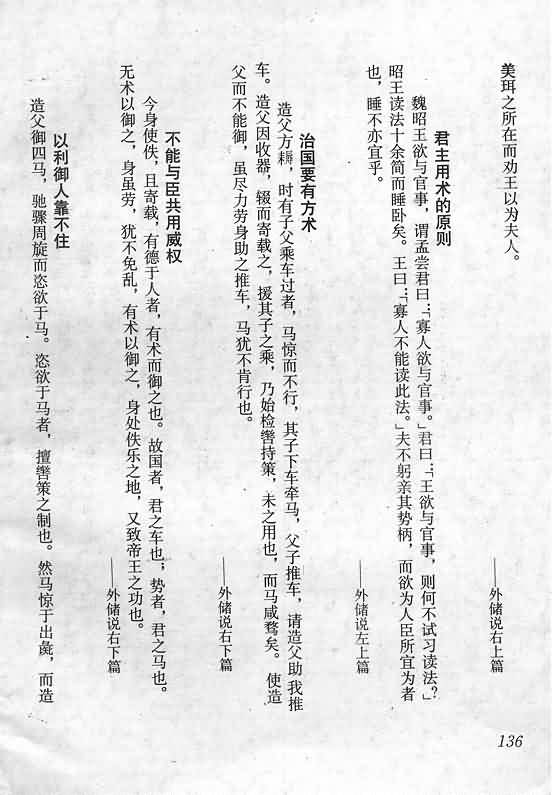 美珥之所在而劝王以为夫人。
——外储说右上篇
君主用术的原则
魏昭王欲与官事，谓孟尝君曰：「寡人欲与官事。」君曰：「王欲与官事，则何不试习读法？」
昭王读法十余简而睡卧矣。王曰：「寡人不能读此法。」夫不躬亲其势柄，而欲为人臣所宜为者
也，睡不亦宜乎。
——外储说左上篇
治国要有方术
造父方耨，时有子父乘车过者，马惊而不行，其子下车牵马，父子推车，请造父助我推
车。造父因收器，辍而寄载之，援其子之乘，乃始检辔持策，未之用也，而马咸骛矣。使造
父而不能御，虽尽力劳身助之推车，马犹不肯行也。
——外储说右下篇
不能与臣共用威权
今身使佚，且寄载，有德于人者，有术而御之也。故国者，君之车也；势者，君之马也。
无术以御之，身虽劳，犹不免乱，有术以御之，身处佚乐之地，又致帝王之功也。
——外储说右下篇
以利御人靠不住
造父御四马，驰骤周旋而恣欲于马。恣欲于马者，擅辔策之制也。然马惊于出彘，而造
136